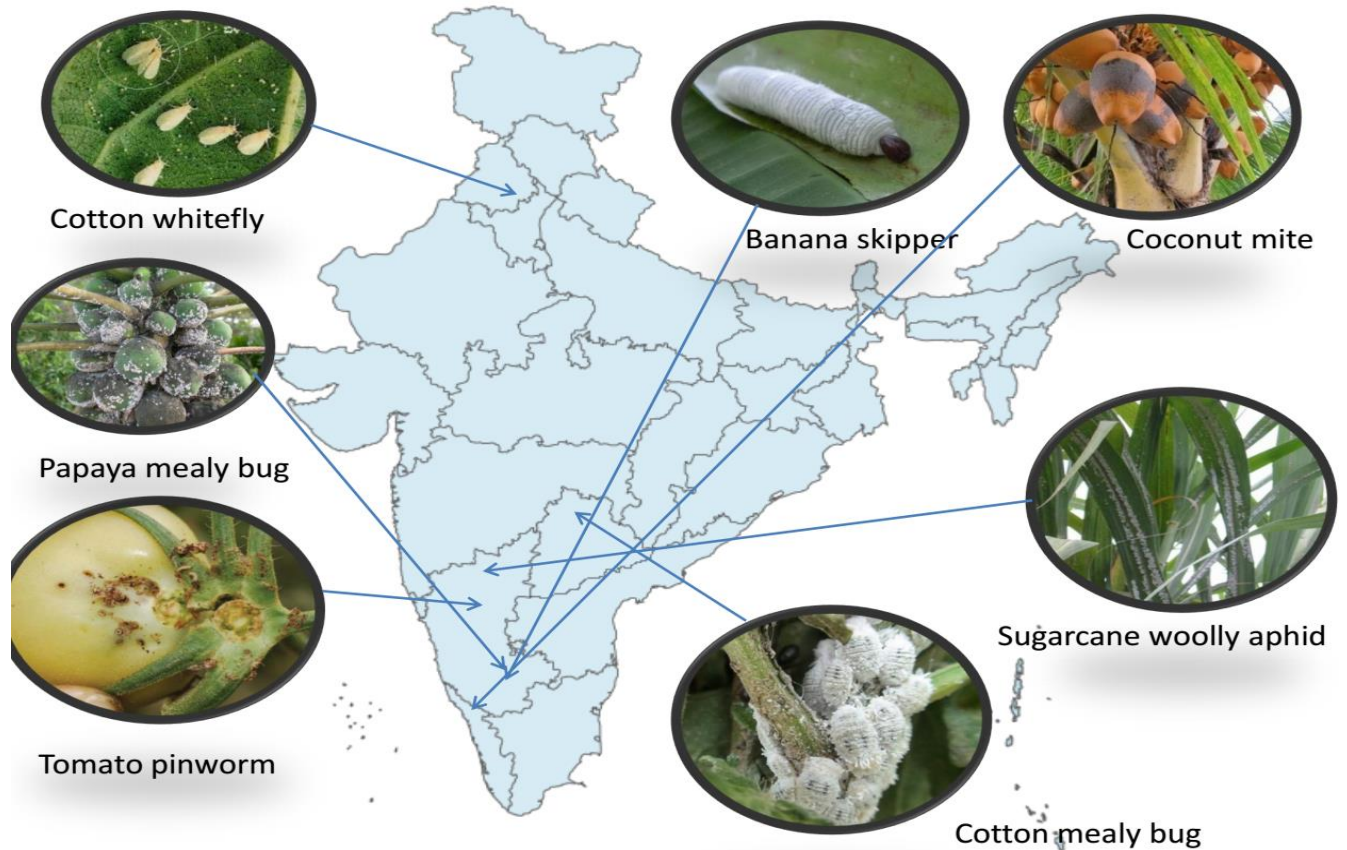 Cotton whitefly
Banana skipper
Coconut mite
Papaya mealy bug
Sugarcane woolly aphid
Tomato pinworm
Cotton mealy bug